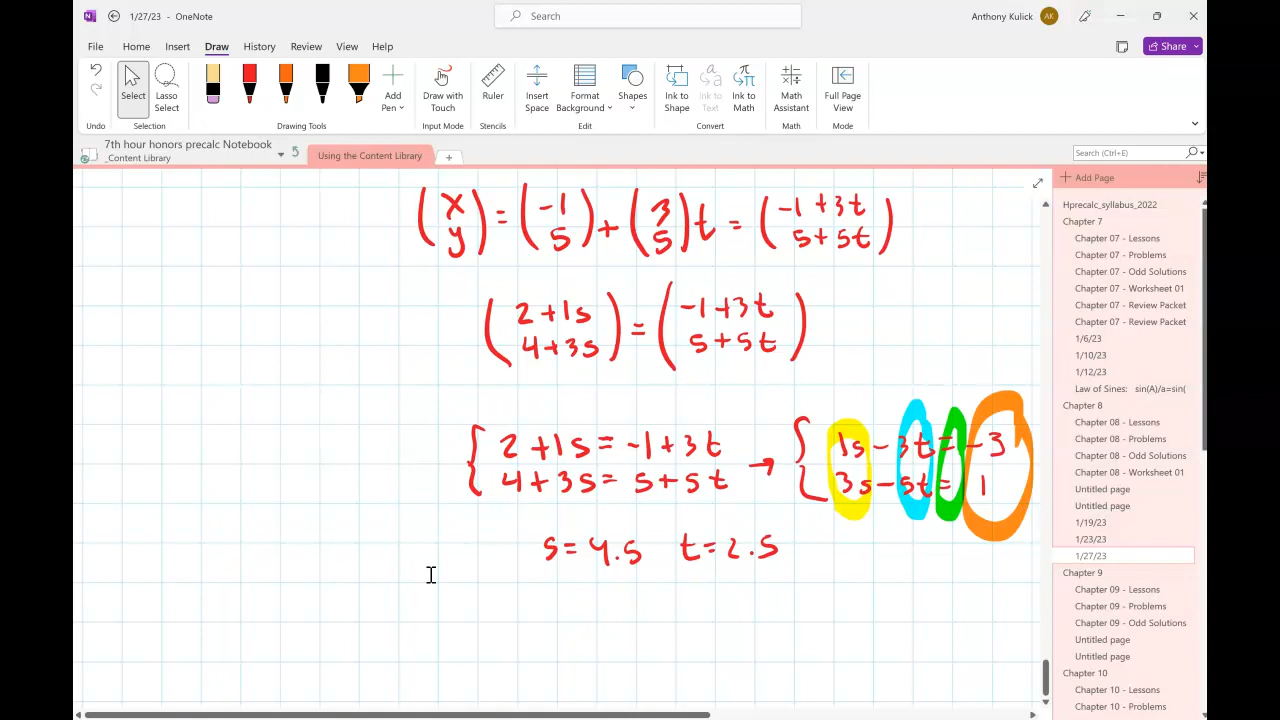 1/27/23 - OneNote
Search
Anthony Kulick
AK
File Home Insert Draw History Review View Help
Share
Undo
Select
Lasso Select
Add Pen
Draw with Touch
Ruler
Insert Space
Format Background
Shapes
Ink to Shape
Ink to Text
Ink to Math
Math Assistant
Full Page View
Undo Selection Drawing Tools Input Mode Stencils Edit Convert Math Mode
7th hour honors precalc Notebook
_Content Library
Using the Content Library
+
Search (Ctrl+E)
Add Page
(x y) = (-1 5) + (3 5) t = (-1 + 3t 5 + 5t)
(2 + 1s 4 + 3s) = (-1 + 3t 5 + 5t)
{ 2 + 1s = -1 + 3t → { 1s - 3t = -3
4 + 3s = 5 + 5t 3s - 5t = 1
s = 4.5 t = 2.5
Hprecalc_syllabus_2022
Chapter 7
Chapter 07 - Lessons
Chapter 07 - Problems
Chapter 07 - Odd Solutions
Chapter 07 - Worksheet 01
Chapter 07 - Review Packet
Chapter 07 - Review Packet
1/6/23
1/10/23
1/12/23
Law of Sines: sin(A)/a=sin(
Chapter 8
Chapter 08 - Lessons
Chapter 08 - Problems
Chapter 08 - Odd Solutions
Chapter 08 - Worksheet 01
Untitled page
Untitled page
1/19/23
1/23/23
1/27/23
Chapter 9
Chapter 09 - Lessons
Chapter 09 - Problems
Chapter 09 - Odd Solutions
Untitled page
Untitled page
Chapter 10
Chapter 10 - Lessons
Chapter 10 - Problems